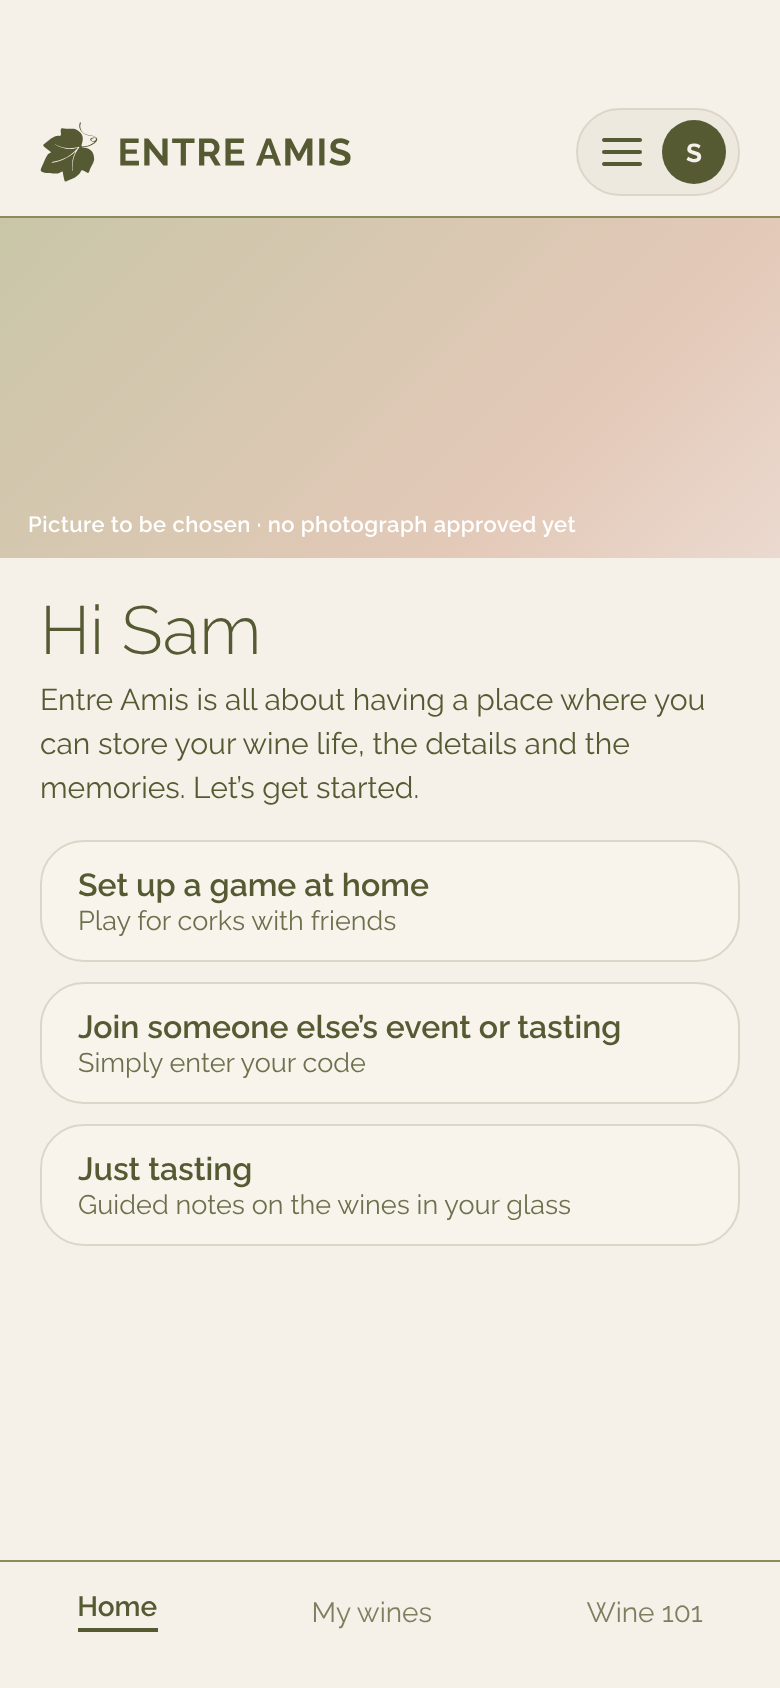 ENTRE AMIS
S
Picture to be chosen · no photograph approved yet
Hi Sam
Entre Amis is all about having a place where you
can store your wine life, the details and the
memories. Let’s get started.
Set up a game at home
Play for corks with friends
Join someone else’s event or tasting
Simply enter your code
Just tasting
Guided notes on the wines in your glass
Home
My wines
Wine 101